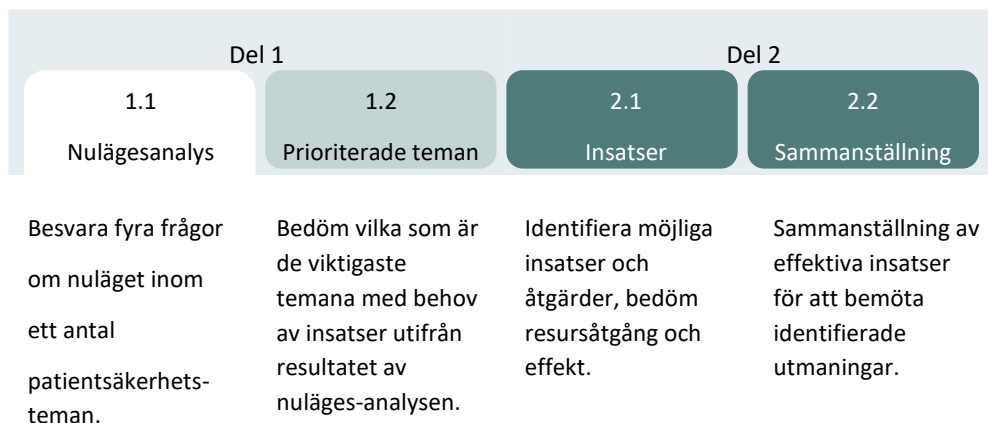 Del 1
Del 2
1.1
Nulägesanalys
1.2
Prioriterade teman
2.1
Insatser
2.2
Sammanställning
Besvara fyra frågor
om nuläget inom
ett antal
patientsäkerhets-
teman.
Bedöm vilka som är
de viktigaste
temana med behov
av insatser utifrån
resultatet av
nuläges-analysen.
Identifiera möjliga
insatser och
åtgärder, bedöm
resursåtgång och
effekt.
Sammanställning av
effektiva insatser
för att bemöta
identifierade
utmaningar.